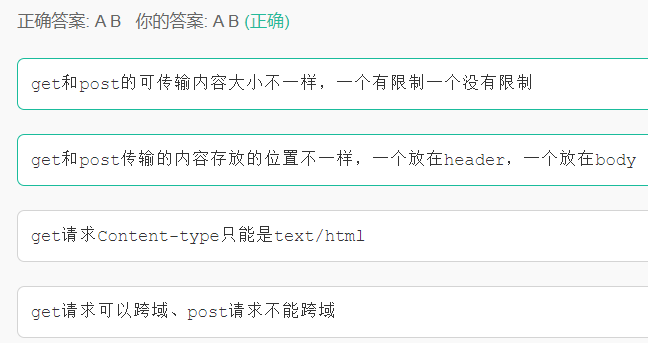 正确答案: A B 你的答案: A B (正确)
get和post的可传输内容大小不一样，一个有限制一个没有限制
get和post传输的内容存放的位置不一样，一个放在header，一个放在body
get请求Content-type只能是text/html
get请求可以跨域、post请求不能跨域